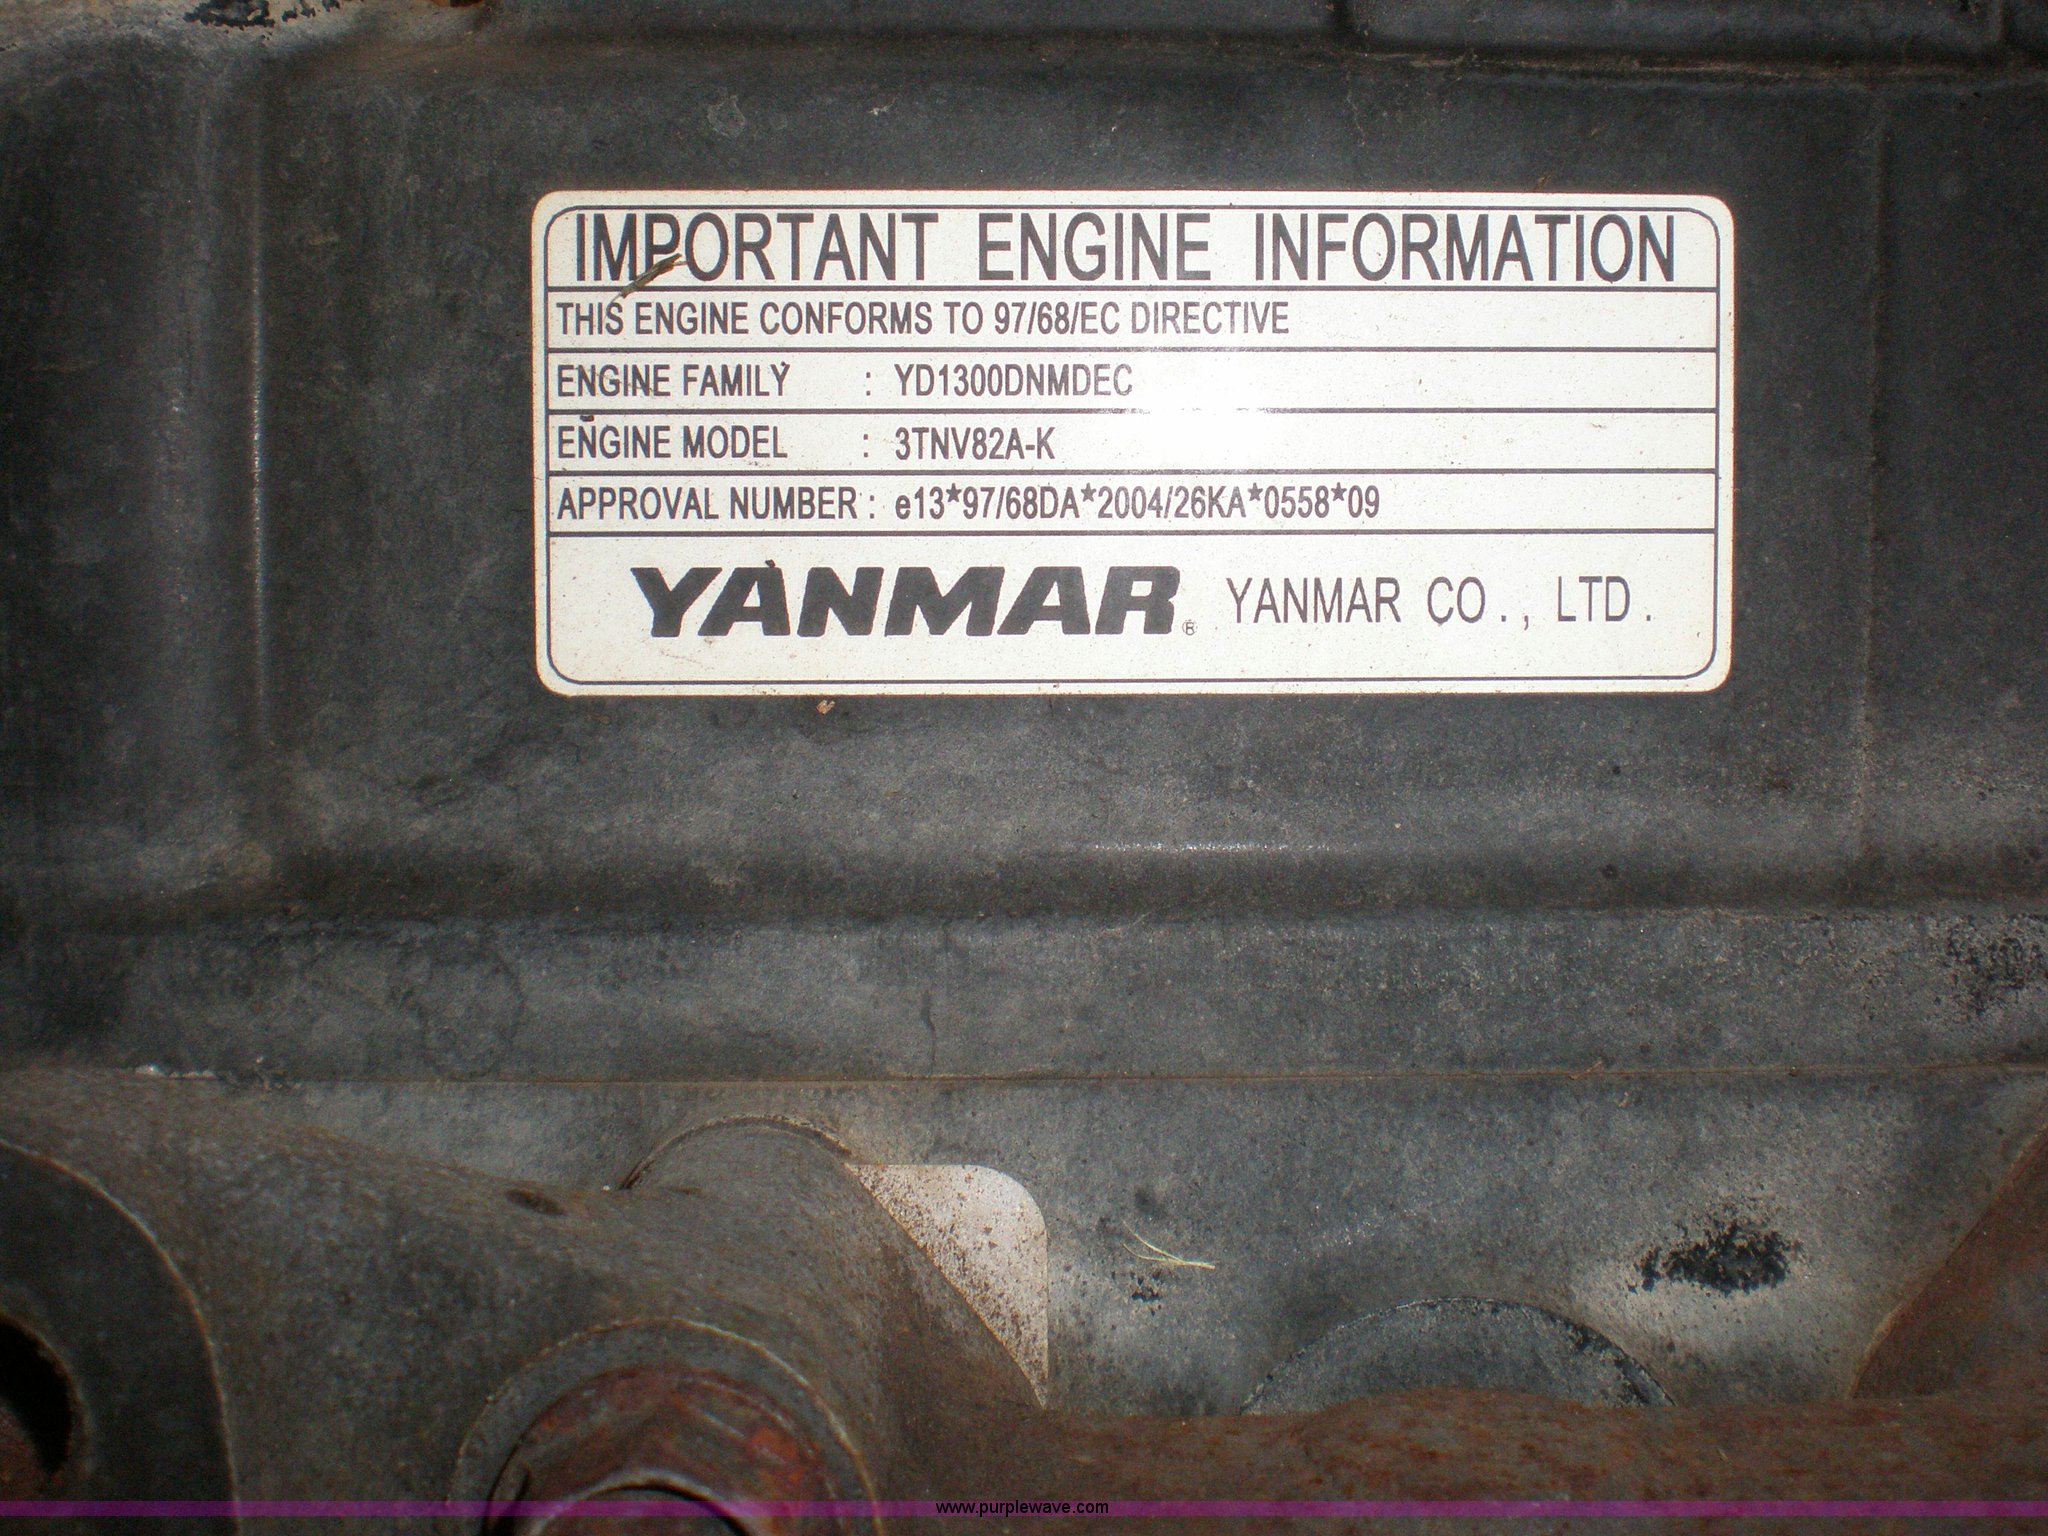 IMPORTANT ENGINE INFORMATION
THIS ENGINE CONFORMS TO 97/68/EC DIRECTIVE
ENGINE FAMILY : YD1300DNMDEC
ENGINE MODEL : 3TNV82A-K
APPROVAL NUMBER : e13*97/68DA*2004/26KA*0558*09
YANMAR® YANMAR CO., LTD.
www.purplewave.com